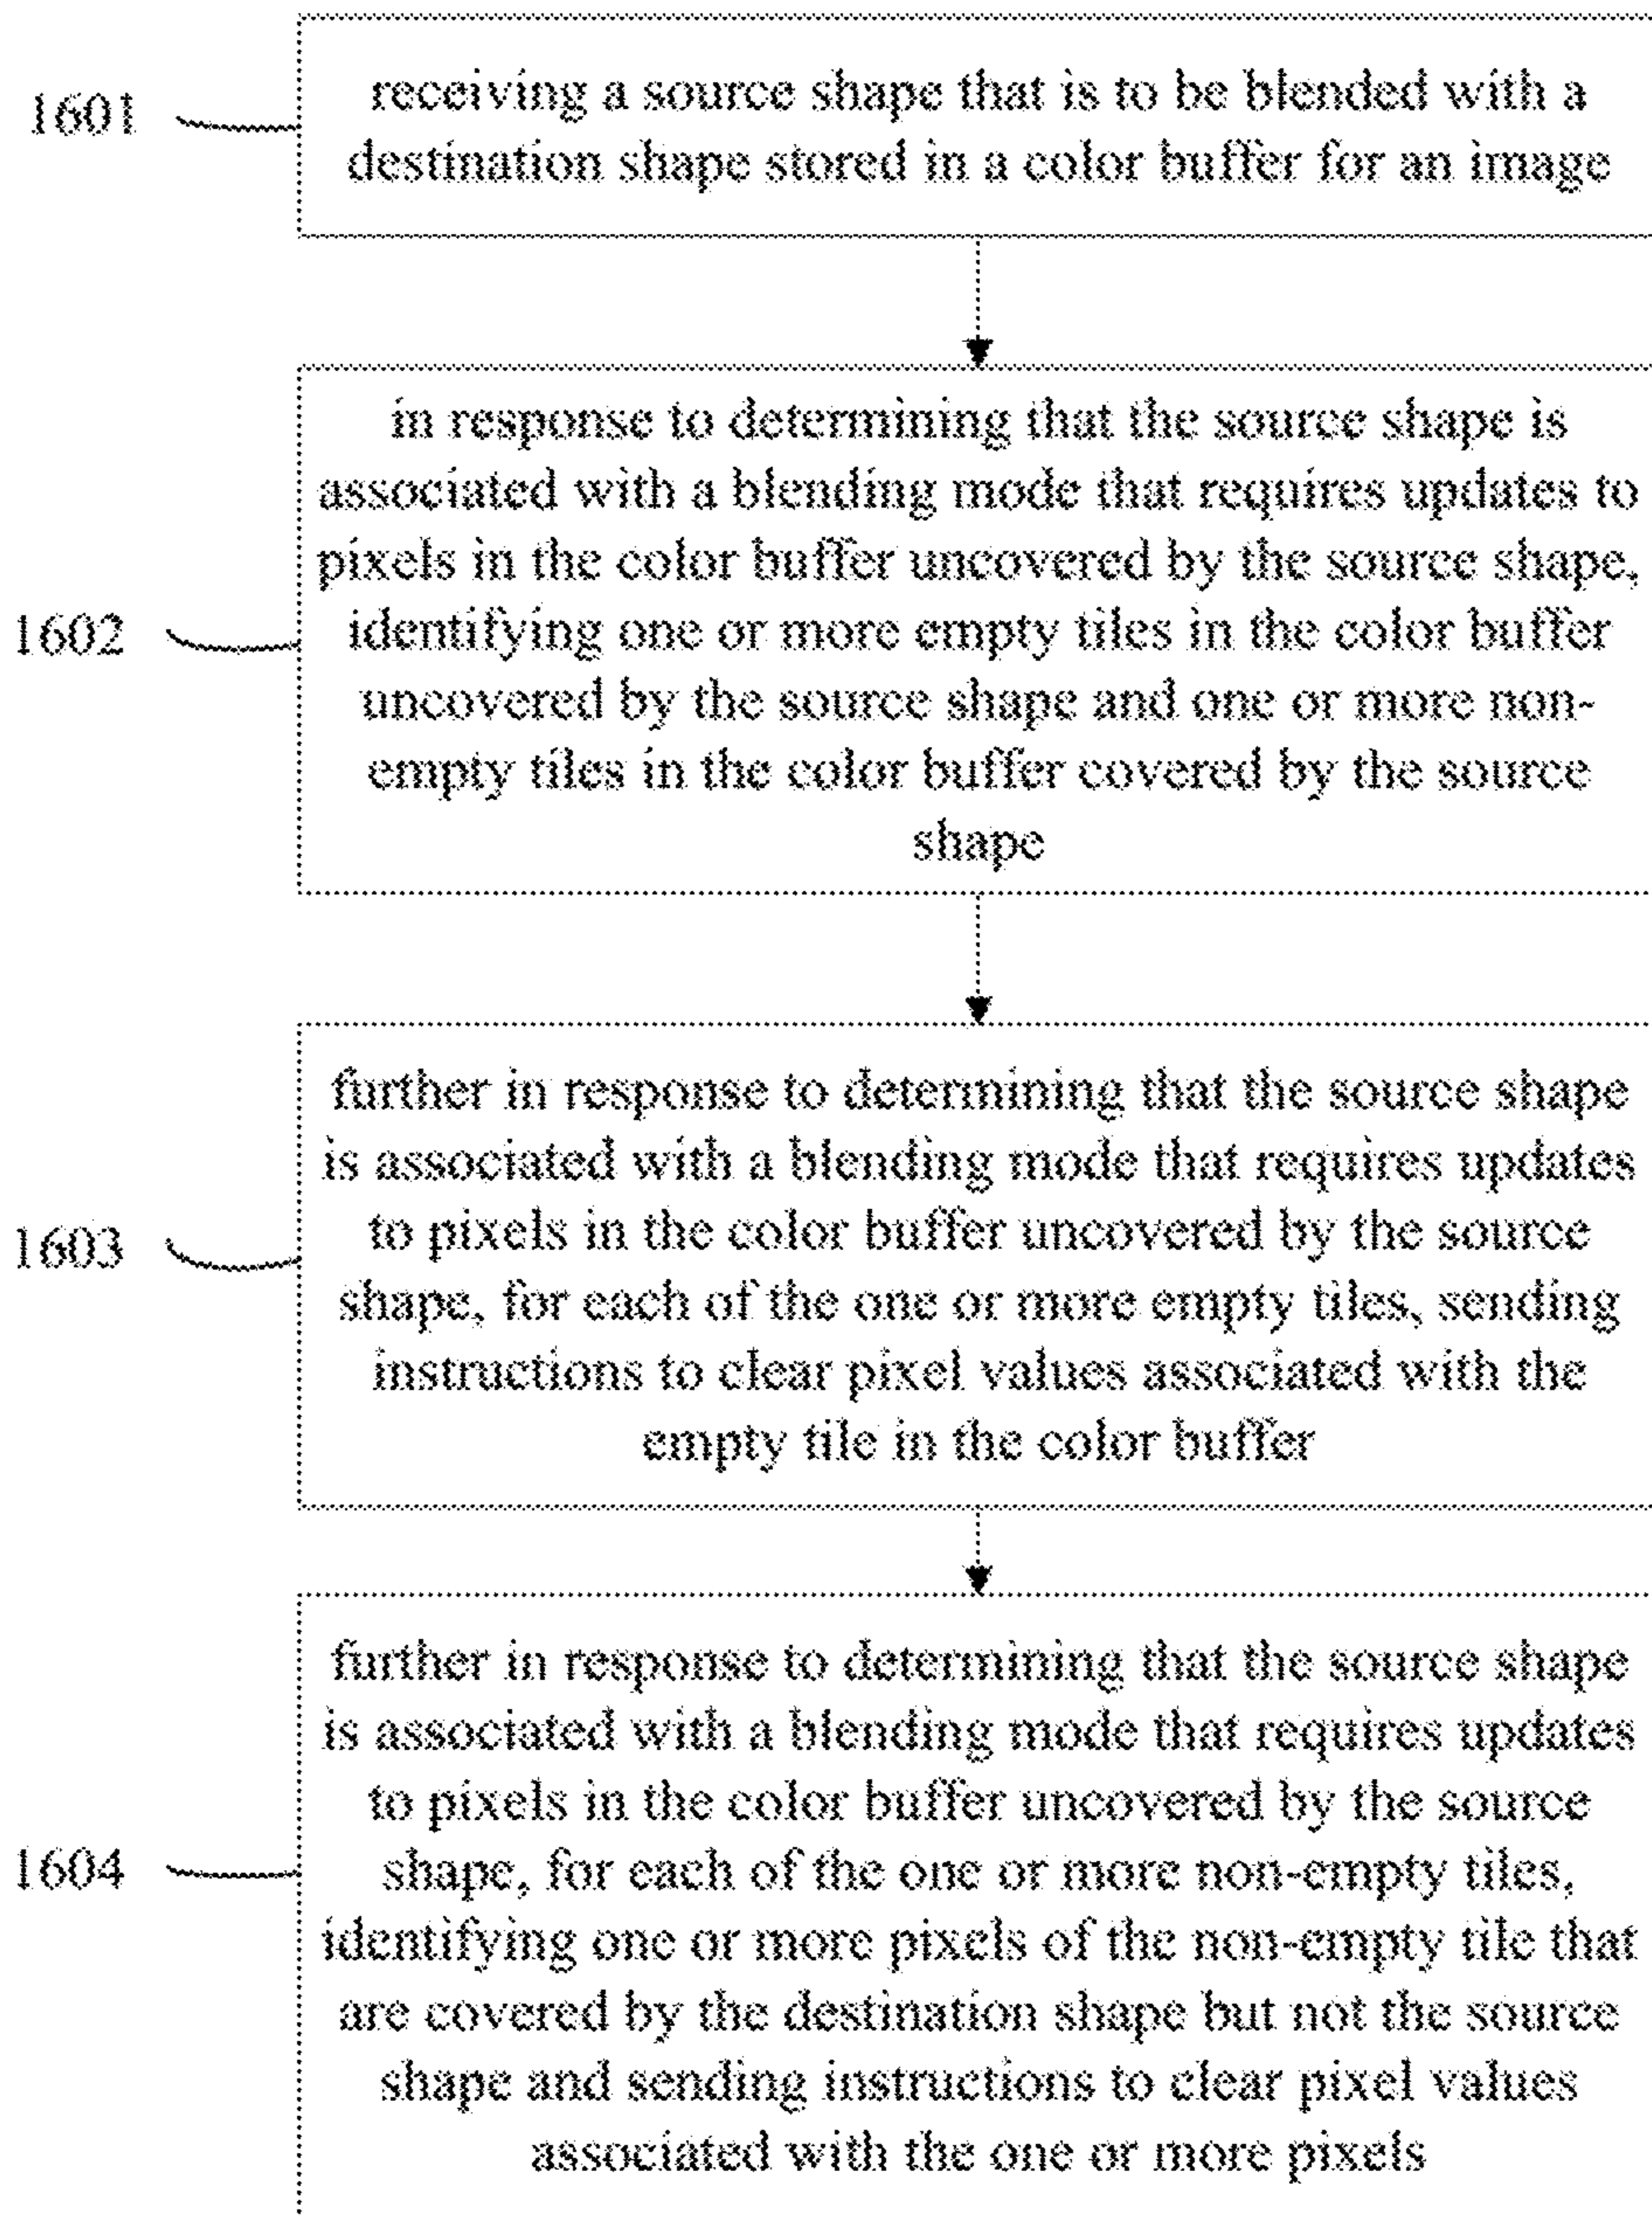 1601
receiving a source shape that is to be blended with a
destination shape stored in a color buffer for an image
in response to determining that the source shape is
associated with a blending mode that requires updates to
pixels in the color buffer uncovered by the source shape,
1602
identifying one or more empty tiles in the color buffer
uncovered by the source shape and one or more non-
empty tiles in the color buffer covered by the source
shape
further in response to determining that the source shape
is associated with a blending mode that requires updates
to pixels in the color buffer uncovered by the source
1603
shape, for each of the one or more empty tiles, sending
instructions to clear pixel values associated with the
empty tile in the color buffer
further in response to determining that the source shape
is associated with a blending mode that requires updates
to pixels in the color buffer uncovered by the source
1604
shape, for each of the one or more non-empty tiles,
identifying one or more pixels of the non-empty tile that
are covered by the destination shape but not the source
shape and sending instructions to clear pixel values
associated with the one or more pixels